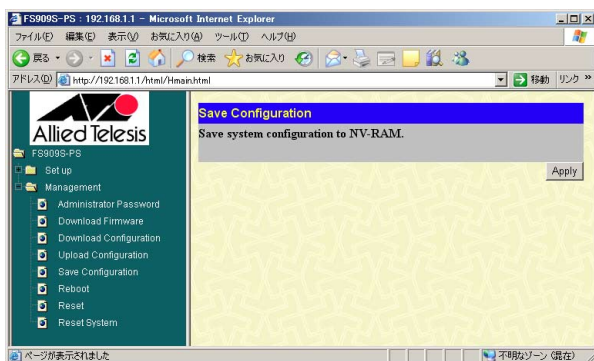 FS909S-PS : 192.168.1.1 - Microsoft Internet Explorer
ファイル(F) 編集(E) 表示(V) お気に入り(A) ツール(T) ヘルプ(H)
戻る 検索 お気に入り
アドレス(D) http://192.168.1.1/html/Hmain.html 移動 リンク »
Allied Telesis
FS909S-PS
Set up
Management
Administrator Password
Download Firmware
Download Configuration
Upload Configuration
Save Configuration
Reboot
Reset
Reset System
Save Configuration
Save system configuration to NV-RAM.
Apply
ページが表示されました 不明なゾーン (混在)